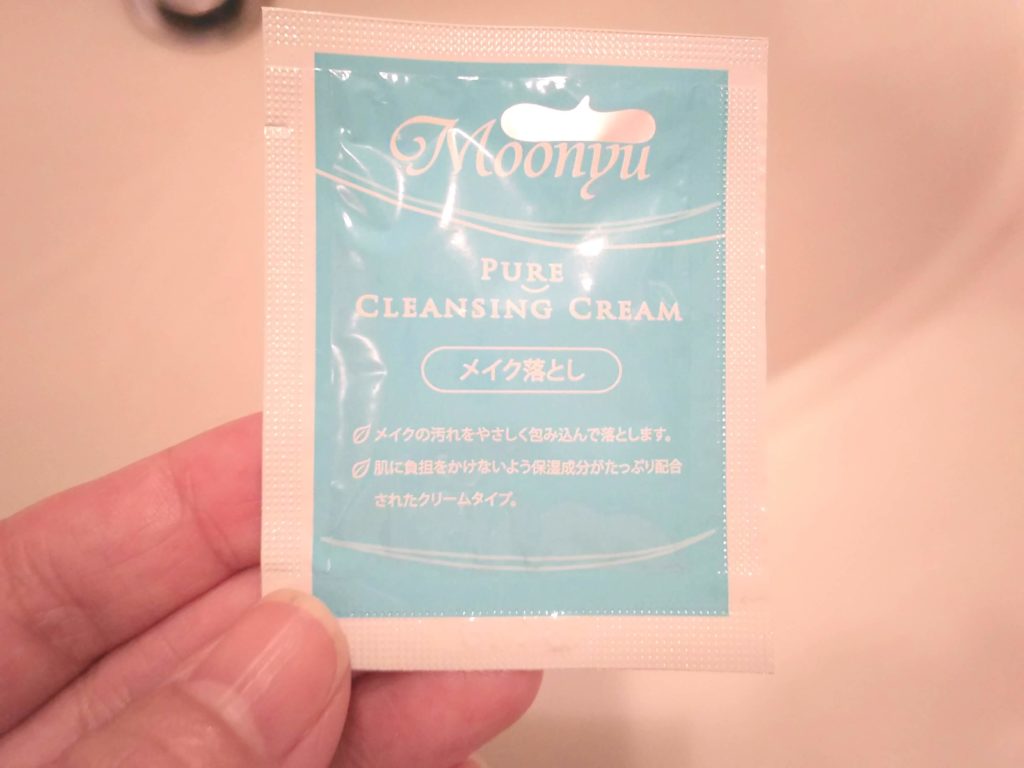 Moonyu
PURE
CLEANSING CREAM
メイク落とし
メイクの汚れをやさしく包み込んで落とします。
肌に負担をかけないよう保湿成分がたっぷり配合
されたクリームタイプ。